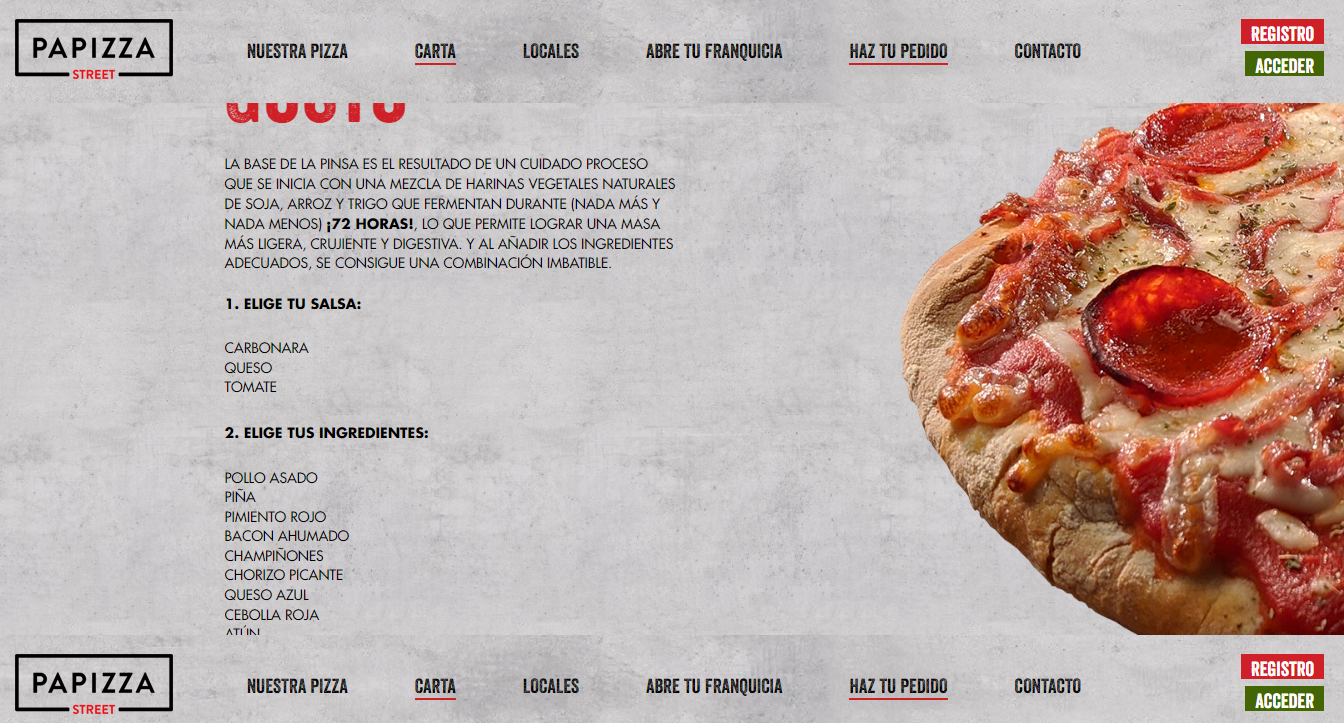 PAPIZZA
STREET
NUESTRA PIZZA
CARTA
LOCALES
ABRE TU FRANQUICIA
HAZ TU PEDIDO
CONTACTO
REGISTRO
ACCEDER
GUSTO
LA BASE DE LA PINSA ES EL RESULTADO DE UN CUIDADO PROCESO
QUE SE INICIA CON UNA MEZCLA DE HARINAS VEGETALES NATURALES
DE SOJA, ARROZ Y TRIGO QUE FERMENTAN DURANTE (NADA MÁS Y
NADA MENOS) ¡72 HORAS!, LO QUE PERMITE LOGRAR UNA MASA
MÁS LIGERA, CRUJIENTE Y DIGESTIVA. Y AL AÑADIR LOS INGREDIENTES
ADECUADOS, SE CONSIGUE UNA COMBINACIÓN IMBATIBLE.
1. ELIGE TU SALSA:
CARBONARA
QUESO
TOMATE
2. ELIGE TUS INGREDIENTES:
POLLO ASADO
PIÑA
PIMIENTO ROJO
BACON AHUMADO
CHAMPIÑONES
CHORIZO PICANTE
QUESO AZUL
CEBOLLA ROJA
ATÚN
PAPIZZA
STREET
NUESTRA PIZZA
CARTA
LOCALES
ABRE TU FRANQUICIA
HAZ TU PEDIDO
CONTACTO
REGISTRO
ACCEDER